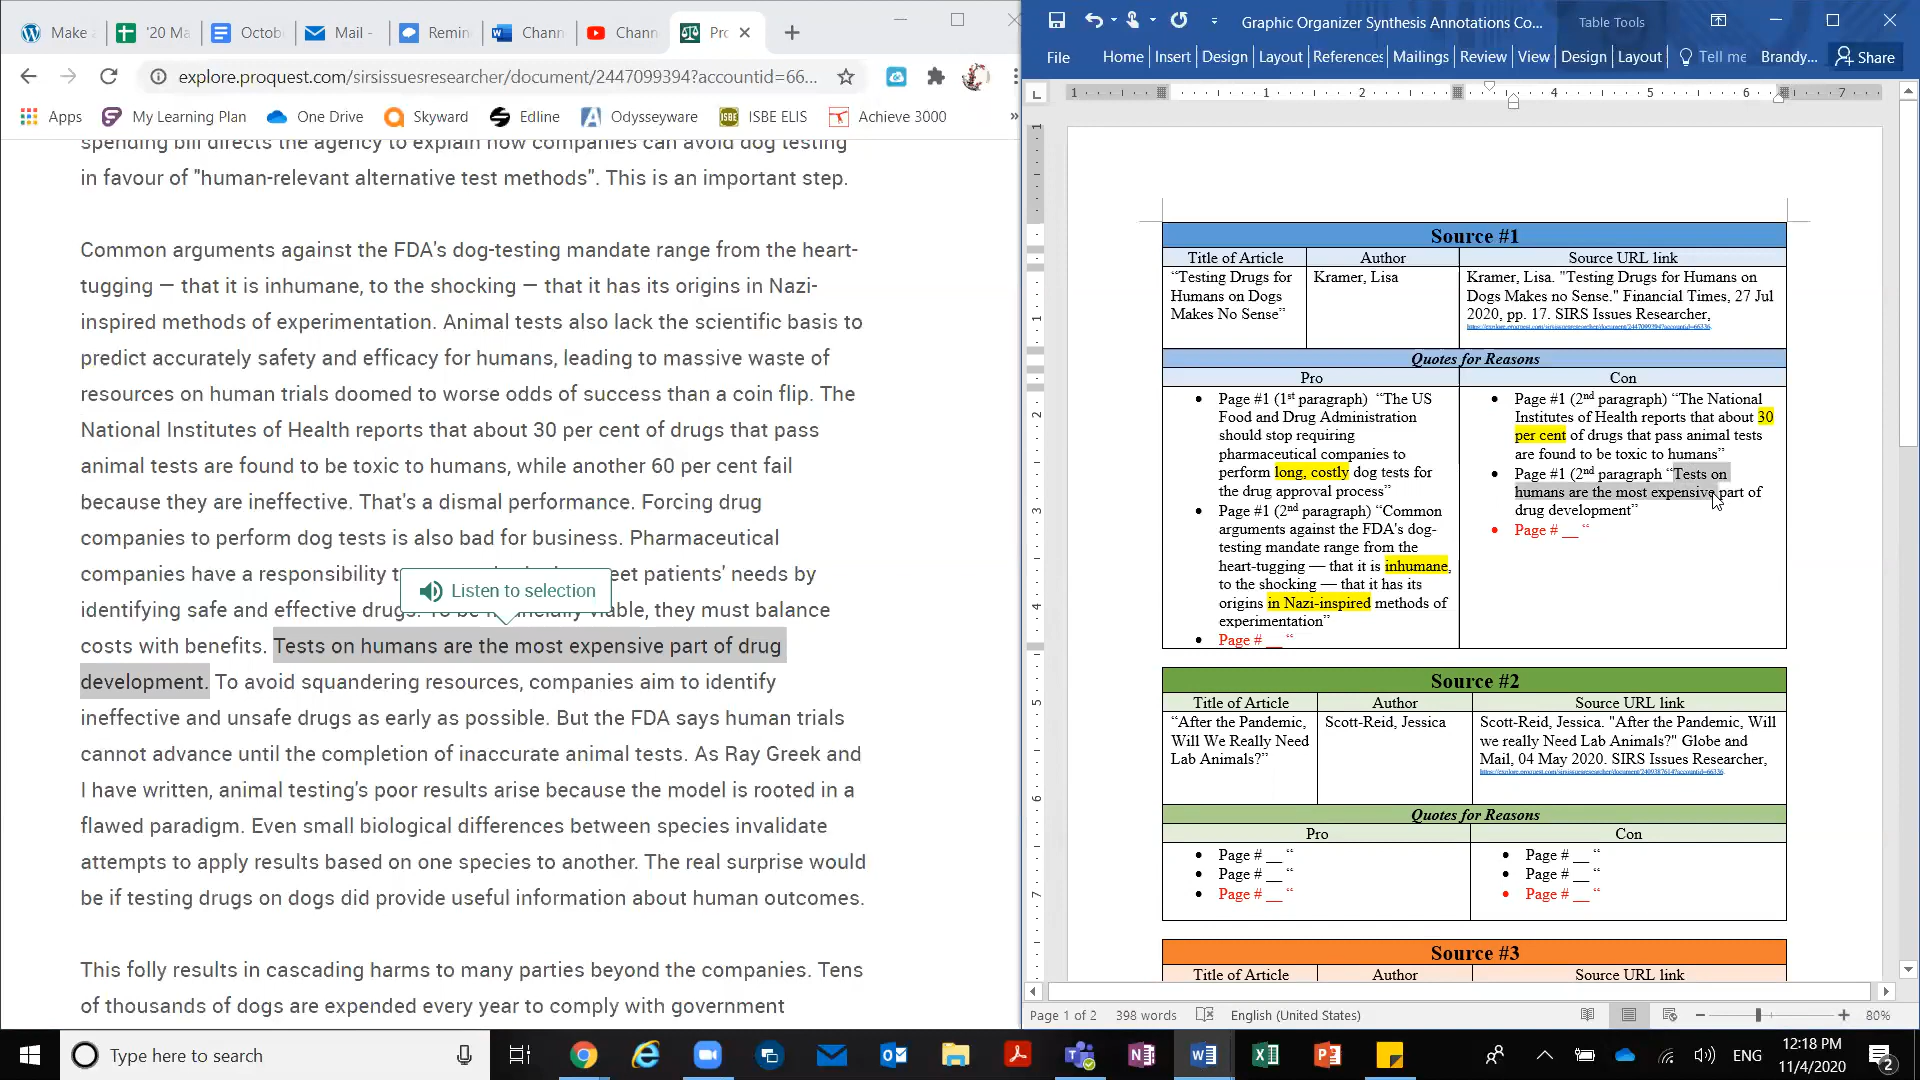 Make a
'20 Ma
Octob
Mail -
Remin
Chann
Chann
Pr
explore.proquest.com/sirsissuesresearcher/document/2447099394?accountid=66...
Apps
My Learning Plan
One Drive
Skyward
Edline
Odysseyware
ISBE ELIS
Achieve 3000
»
spending bill directs the agency to explain how companies can avoid dog testing
in favour of "human-relevant alternative test methods". This is an important step.
Common arguments against the FDA's dog-testing mandate range from the heart-
tugging — that it is inhumane, to the shocking — that it has its origins in Nazi-
inspired methods of experimentation. Animal tests also lack the scientific basis to
predict accurately safety and efficacy for humans, leading to massive waste of
resources on human trials doomed to worse odds of success than a coin flip. The
National Institutes of Health reports that about 30 per cent of drugs that pass
animal tests are found to be toxic to humans, while another 60 per cent fail
because they are ineffective. That's a dismal performance. Forcing drug
companies to perform dog tests is also bad for business. Pharmaceutical
companies have a responsibility t eet patients' needs by
Listen to selection
identifying safe and effective drugs. To be financially viable, they must balance
costs with benefits. Tests on humans are the most expensive part of drug
development. To avoid squandering resources, companies aim to identify
ineffective and unsafe drugs as early as possible. But the FDA says human trials
cannot advance until the completion of inaccurate animal tests. As Ray Greek and
I have written, animal testing's poor results arise because the model is rooted in a
flawed paradigm. Even small biological differences between species invalidate
attempts to apply results based on one species to another. The real surprise would
be if testing drugs on dogs did provide useful information about human outcomes.
This folly results in cascading harms to many parties beyond the companies. Tens
of thousands of dogs are expended every year to comply with government
Graphic Organizer Synthesis Annotations Co...
Table Tools
File
Home
Insert
Design
Layout
References
Mailings
Review
View
Design
Layout
Tell me
Brandy...
Share
Source #1
Title of Article
Author
Source URL link
“Testing Drugs for
Humans on Dogs
Makes No Sense”
Kramer, Lisa
Kramer, Lisa. "Testing Drugs for Humans on
Dogs Makes no Sense." Financial Times, 27 Jul
2020, pp. 17. SIRS Issues Researcher,
https://explore.proquest.com/sirsissuesresearcher/document/2447099394?accountid=66336.
Quotes for Reasons
Pro
Con
• Page #1 (1st paragraph) “The US
Food and Drug Administration
should stop requiring
pharmaceutical companies to
perform long, costly dog tests for
the drug approval process”
• Page #1 (2nd paragraph) “Common
arguments against the FDA's dog-
testing mandate range from the
heart-tugging — that it is inhumane,
to the shocking — that it has its
origins in Nazi-inspired methods of
experimentation”
• Page # __ “
• Page #1 (2nd paragraph) “The National
Institutes of Health reports that about 30
per cent of drugs that pass animal tests
are found to be toxic to humans”
• Page #1 (2nd paragraph “Tests on
humans are the most expensive part of
drug development”
• Page # __ “
Source #2
Title of Article
Author
Source URL link
“After the Pandemic,
Will We Really Need
Lab Animals?”
Scott-Reid, Jessica
Scott-Reid, Jessica. "After the Pandemic, Will
we really Need Lab Animals?" Globe and
Mail, 04 May 2020. SIRS Issues Researcher,
Quotes for Reasons
Pro
Con
• Page # __ “
• Page # __ “
• Page # __ “
• Page # __ “
• Page # __ “
• Page # __ “
Source #3
Title of Article
Author
Source URL link
Page 1 of 2
398 words
English (United States)
80%
Type here to search
ENG
12:18 PM
11/4/2020
2